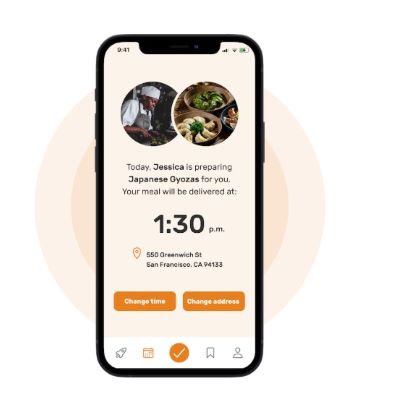 9:41
Today, Jessica is preparing
Japanese Gyozas for you.
Your meal will be delivered at:
1:30 p.m.
550 Greenwich St
San Francisco, CA 94133
Change time
Change address